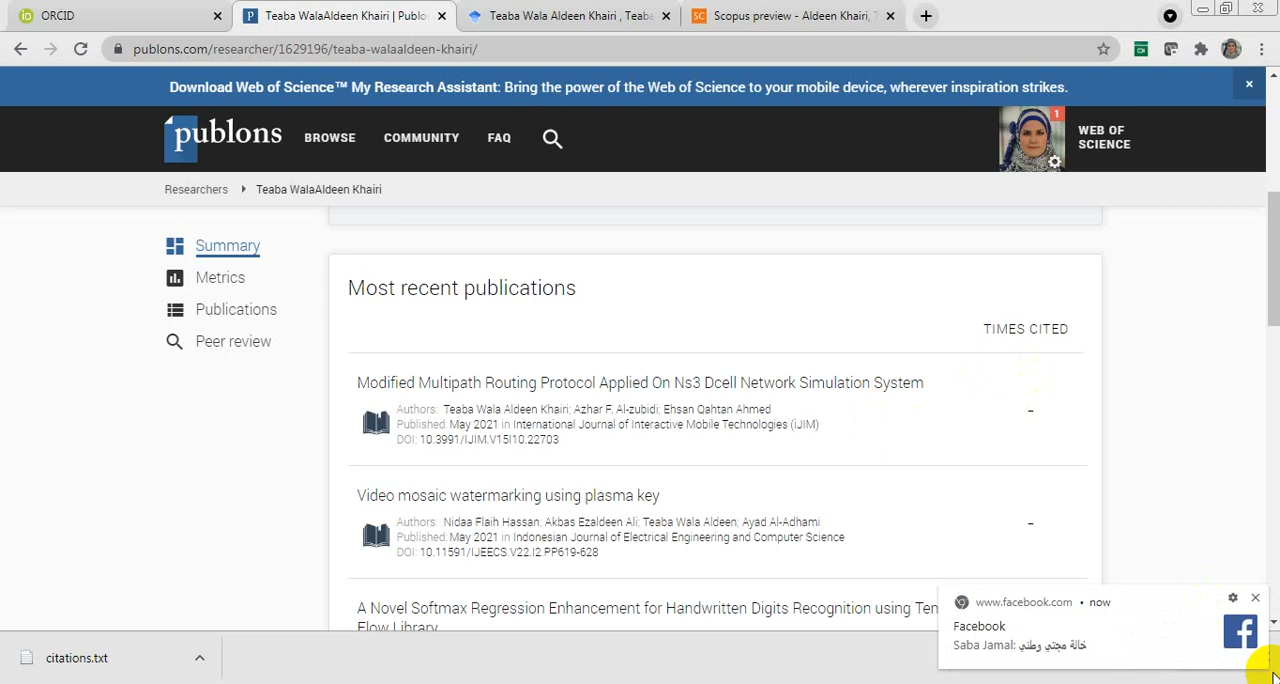 ORCID
Teaba WalaAldeen Khairi | Publo
Teaba Wala Aldeen Khairi , Teaba
Scopus preview - Aldeen Khairi, T
publons.com/researcher/1629196/teaba-walaaldeen-khairi/
Download Web of Science™ My Research Assistant: Bring the power of the Web of Science to your mobile device, wherever inspiration strikes.
publons
BROWSE
COMMUNITY
FAQ
1
WEB OF
SCIENCE
Researchers
Teaba WalaAldeen Khairi
Summary
Metrics
Publications
Peer review
Most recent publications
TIMES CITED
Modified Multipath Routing Protocol Applied On Ns3 Dcell Network Simulation System
Authors: Teaba Wala Aldeen Khairi; Azhar F. Al-zubidi; Ehsan Qahtan Ahmed
Published: May 2021 in International Journal of Interactive Mobile Technologies (iJIM)
DOI: 10.3991/IJIM.V15I10.22703
-
Video mosaic watermarking using plasma key
Authors: Nidaa Flaih Hassan; Akbas Ezaldeen Ali; Teaba Wala Aldeen; Ayad Al-Adhami
Published: May 2021 in Indonesian Journal of Electrical Engineering and Computer Science
DOI: 10.11591/IJEECS.V22.I2.PP619-628
-
A Novel Softmax Regression Enhancement for Handwritten Digits Recognition using Ten
Flow Library
www.facebook.com • now
Facebook
Saba Jamal: خالة مجتي وطني
citations.txt